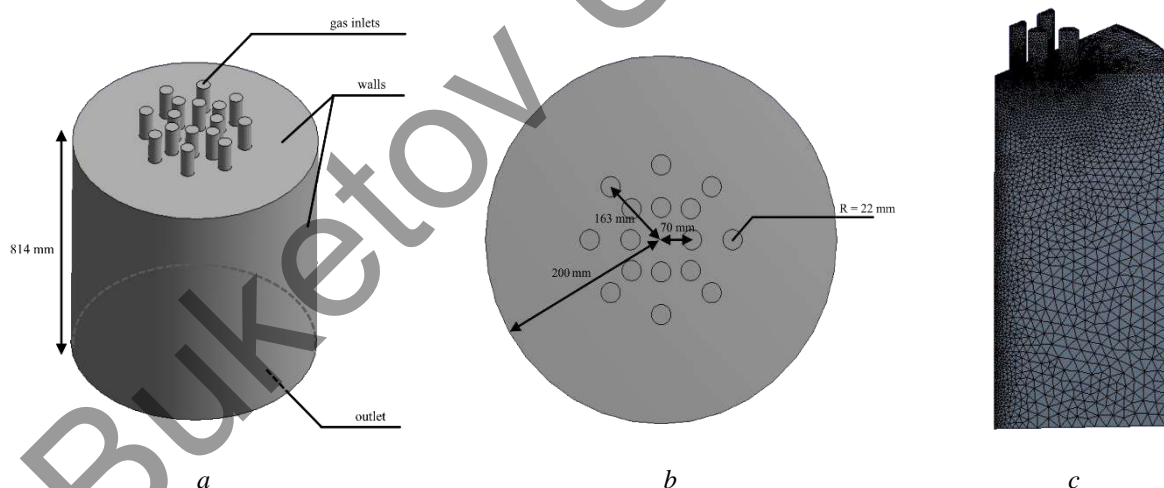 gas inlets
walls
814 mm
outlet
a
163 mm
70 mm
R = 22 mm
200 mm
b
c
Buketov